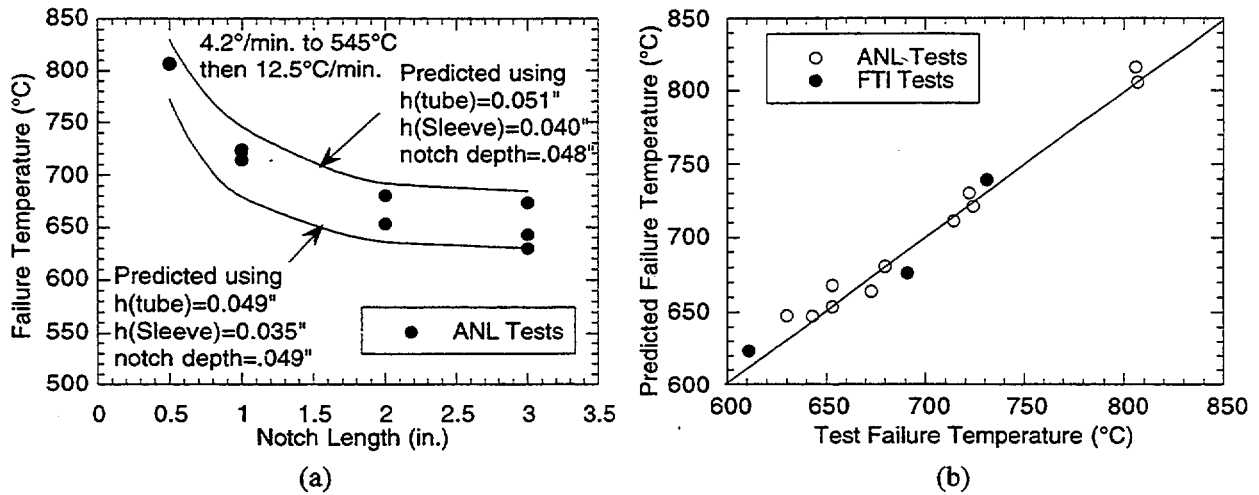 850
800
750
700
650
600
550
500
Failure Temperature (°C)
4.2°/min. to 545°C
then 12.5°C/min.
Predicted using
h(tube)=0.051"
h(Sleeve)=0.040"
notch depth=.048"
Predicted using
h(tube)=0.049"
h(Sleeve)=0.035"
notch depth=.049"
ANL Tests
0 0.5 1 1.5 2 2.5 3 3.5
Notch Length (in.)
(a)
850
800
750
700
650
600
Predicted Failure Temperature (°C)
ANL Tests
FTI Tests
600 650 700 750 800 850
Test Failure Temperature (°C)
(b)